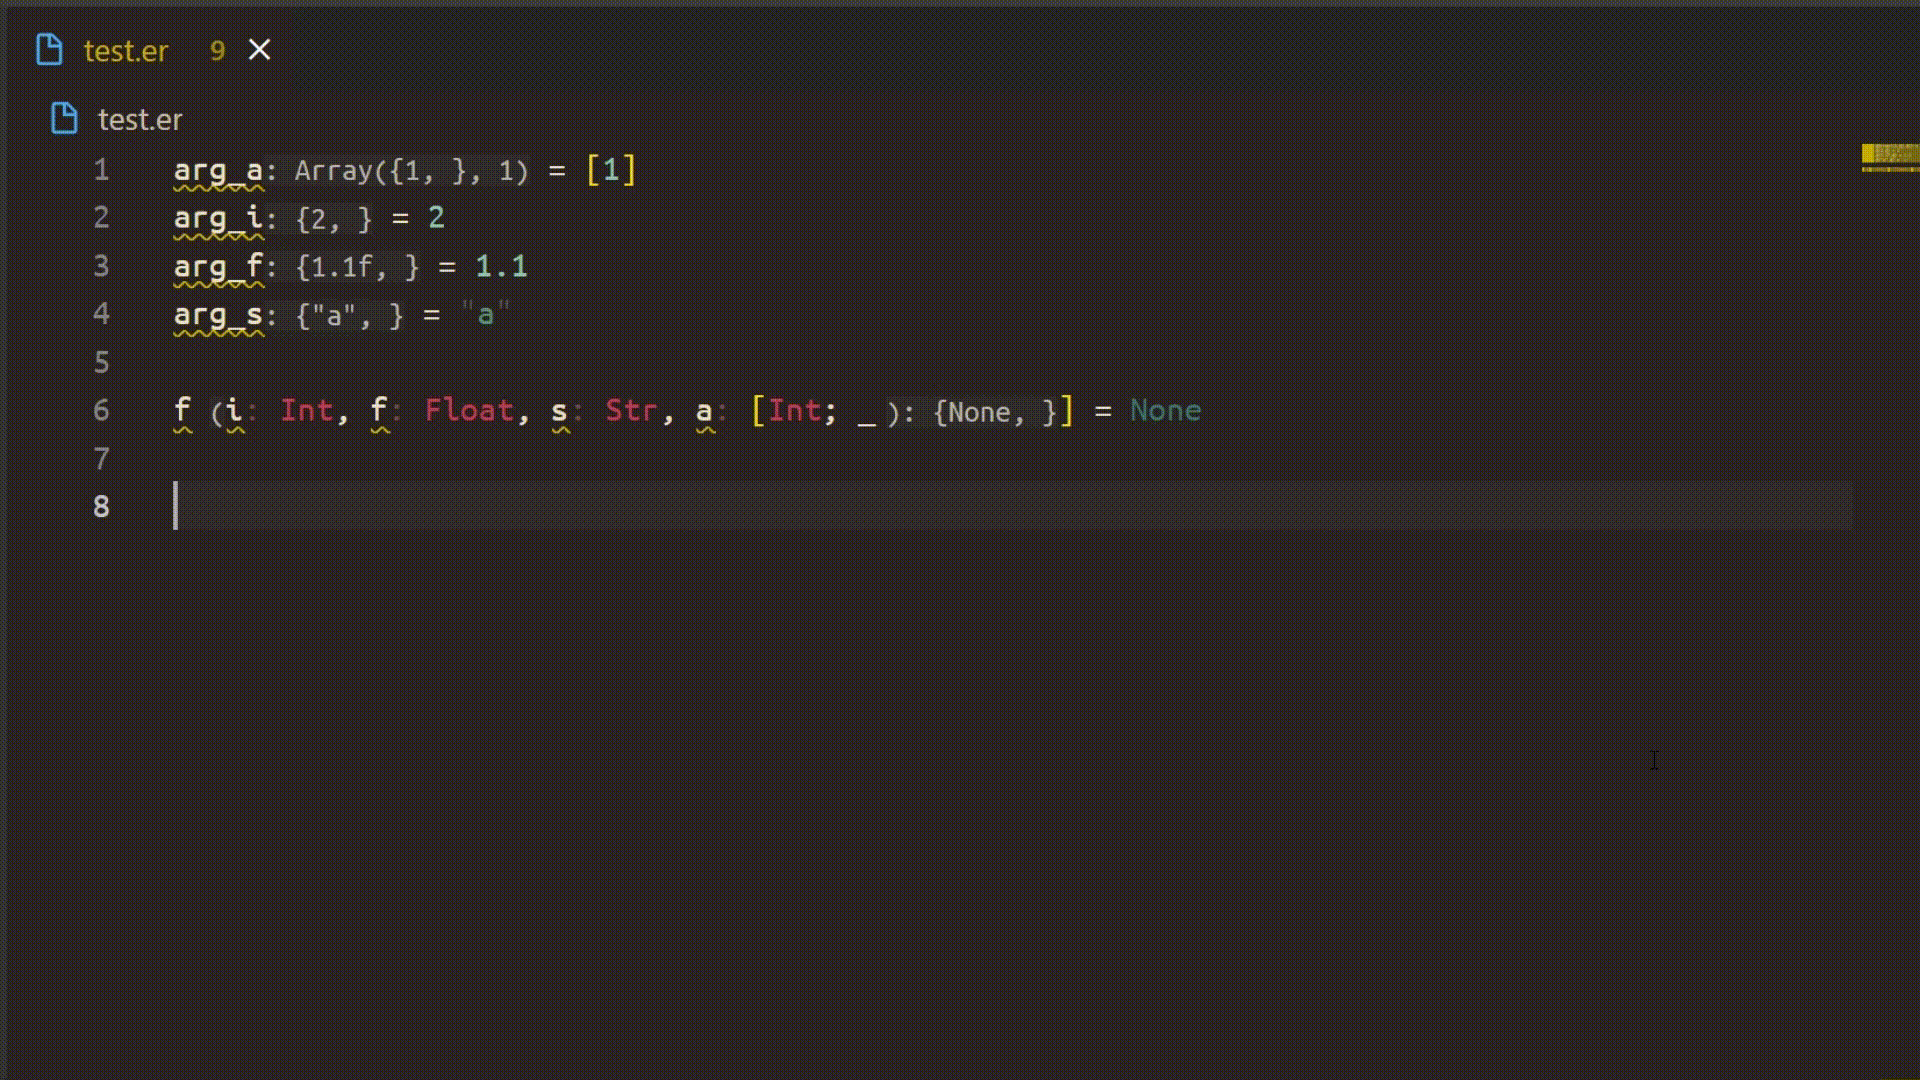 test.er 9
test.er
1 arg_a: Array({1, }, 1) = [1]
2 arg_i: {2, } = 2
3 arg_f: {1.1f, } = 1.1
4 arg_s: {"a", } = "a"
5
6 f (i: Int, f: Float, s: Str, a: [Int; _ ): {None, }] = None
7
8